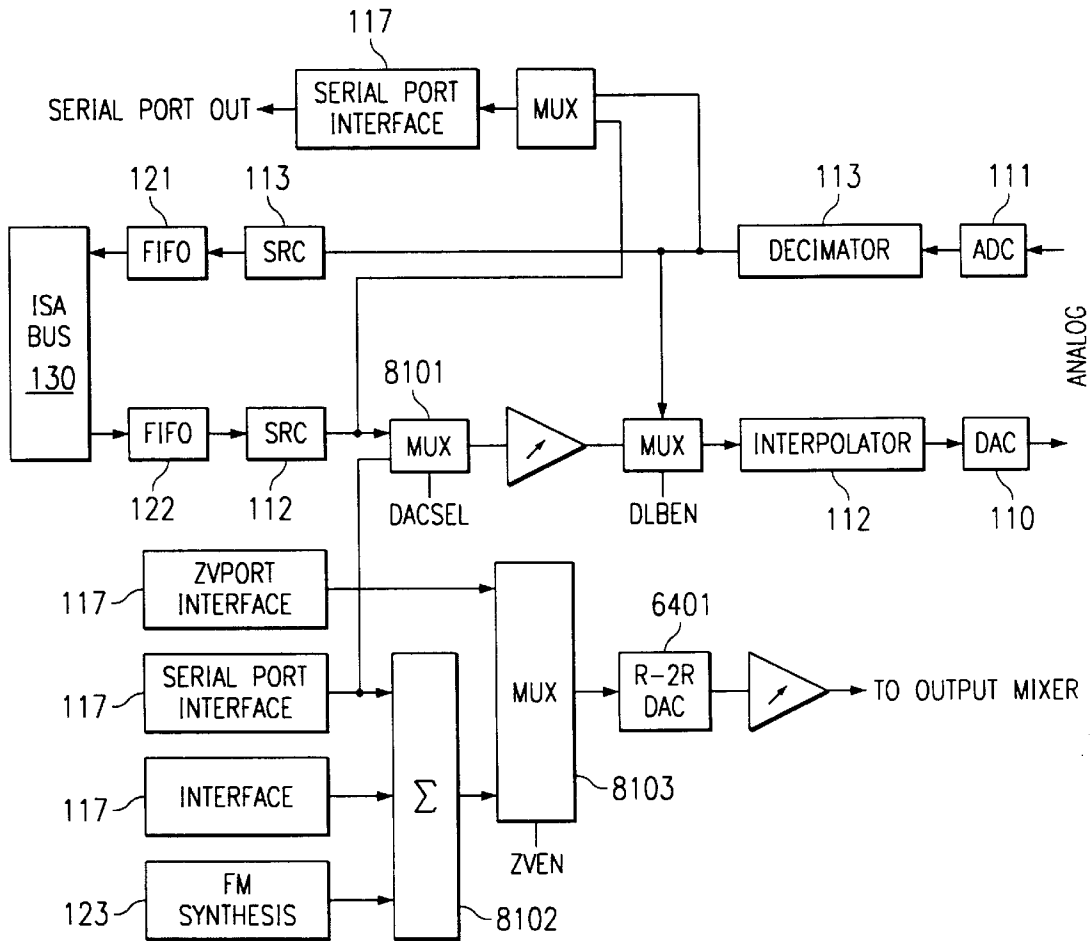 117
SERIAL PORT OUT
SERIAL PORT
INTERFACE
MUX
121
113
113
111
FIFO
SRC
DECIMATOR
ADC
ISA
BUS
130
ANALOG
8101
FIFO
SRC
MUX
MUX
INTERPOLATOR
DAC
122
112
DACSEL
DLBEN
112
110
ZVPORT
INTERFACE
117
6401
SERIAL PORT
INTERFACE
117
MUX
R-2R
DAC
TO OUTPUT MIXER
INTERFACE
117
Σ
8103
ZVEN
FM
SYNTHESIS
123
8102